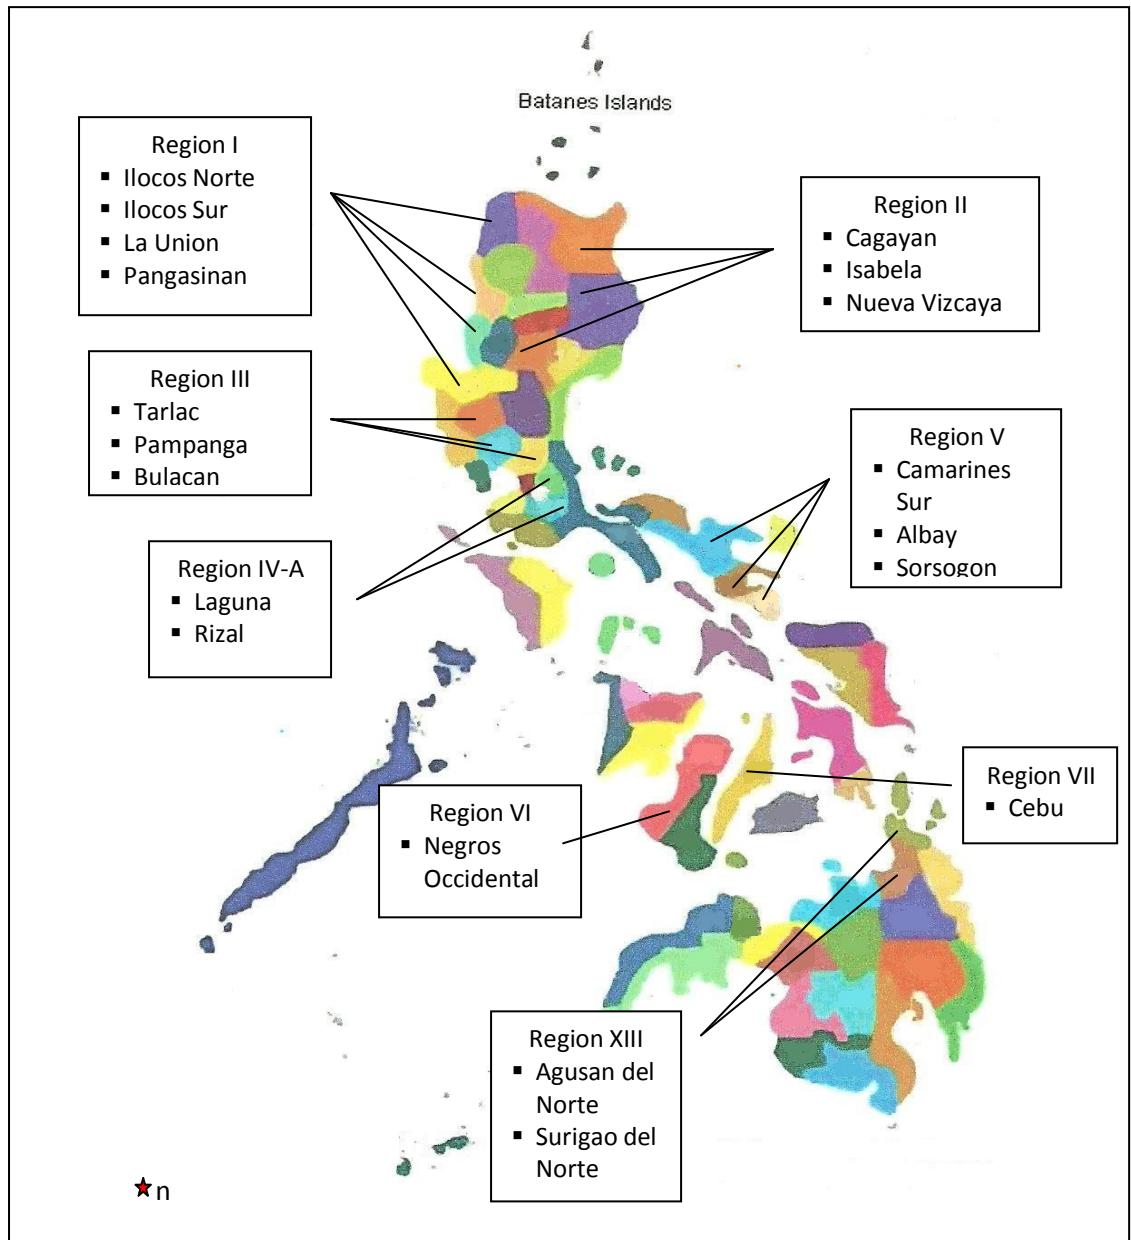 Batanes Islands
Region I
▪ Ilocos Norte
▪ Ilocos Sur
▪ La Union
▪ Pangasinan
Region II
▪ Cagayan
▪ Isabela
▪ Nueva Vizcaya
Region III
▪ Tarlac
▪ Pampanga
▪ Bulacan
Region V
▪ Camarines
Sur
▪ Albay
▪ Sorsogon
Region IV-A
▪ Laguna
▪ Rizal
Region VII
▪ Cebu
Region VI
▪ Negros
Occidental
Region XIII
▪ Agusan del
Norte
▪ Surigao del
Norte
n